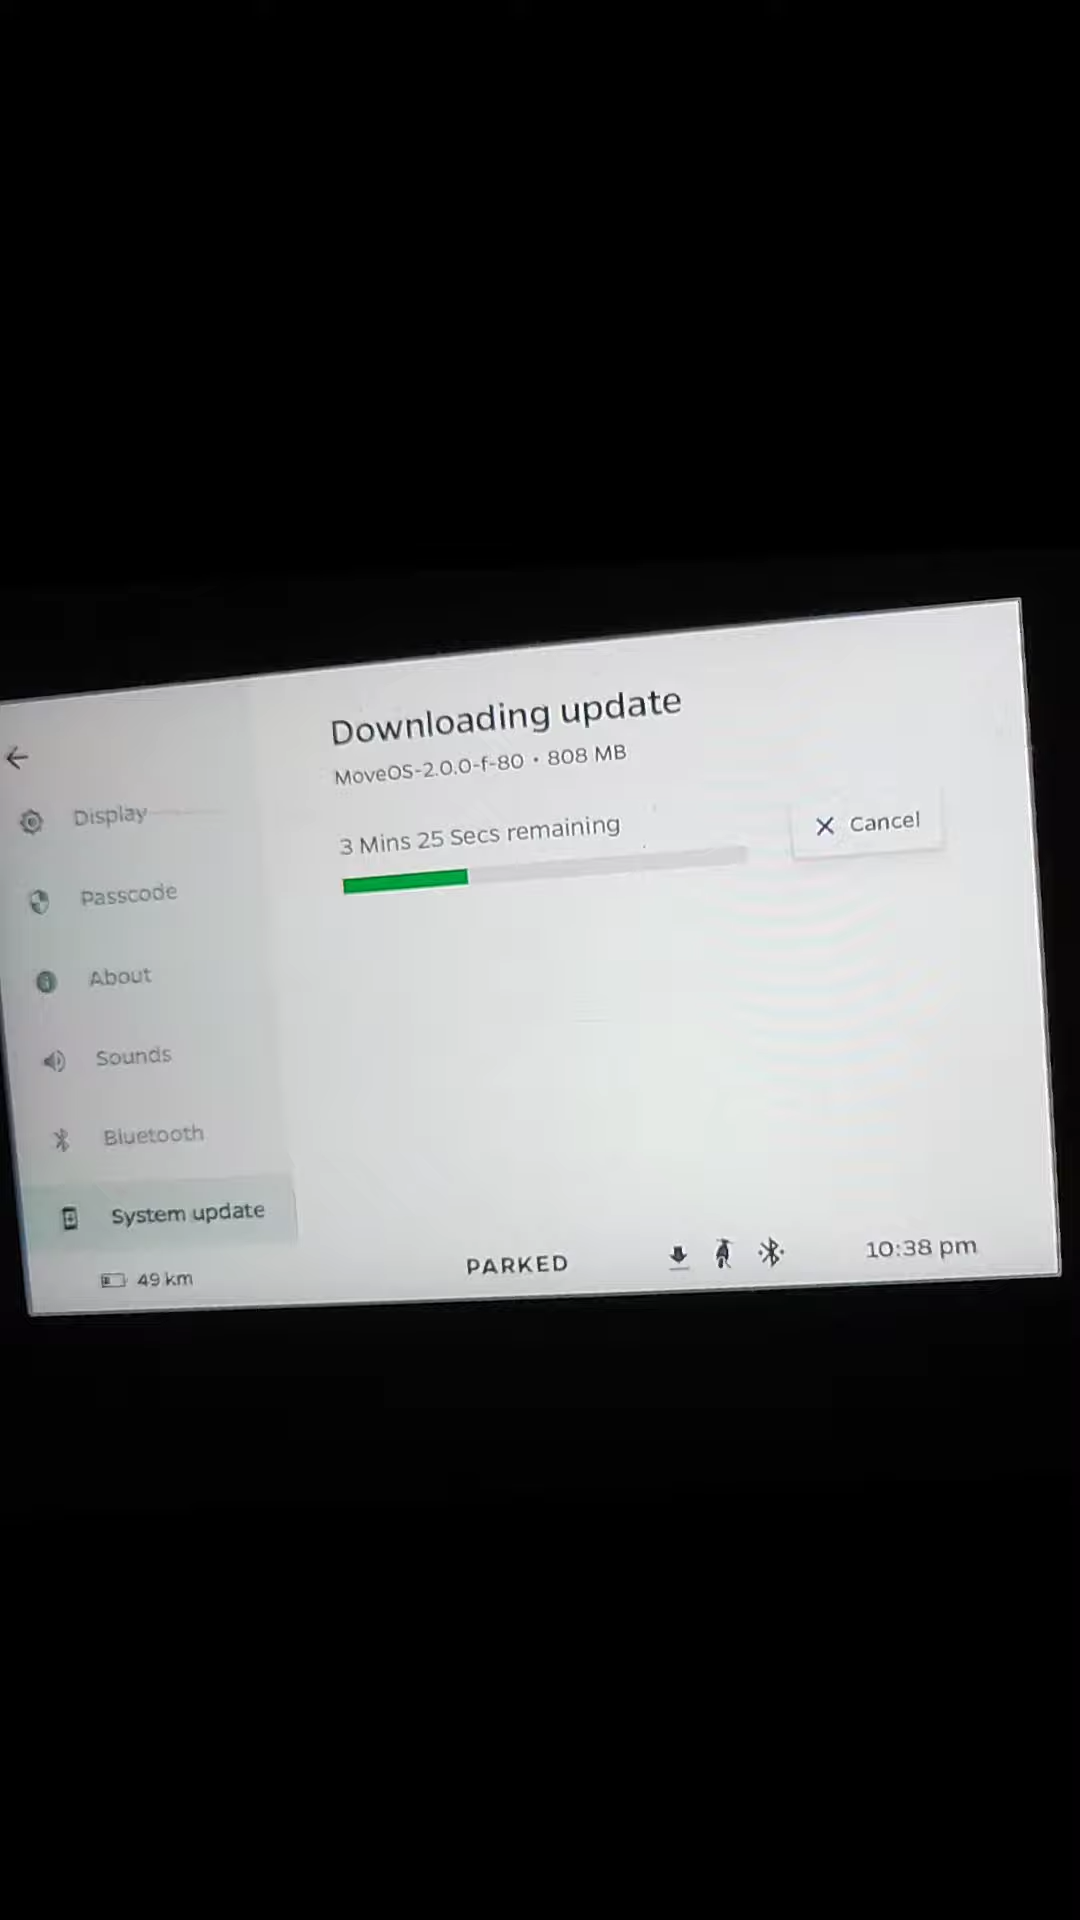 Downloading update
MoveOS-2.0.0-f-80 • 808 MB
3 Mins 25 Secs remaining
Cancel
Display
Passcode
About
Sounds
Bluetooth
System update
49 km
PARKED
10:38 pm